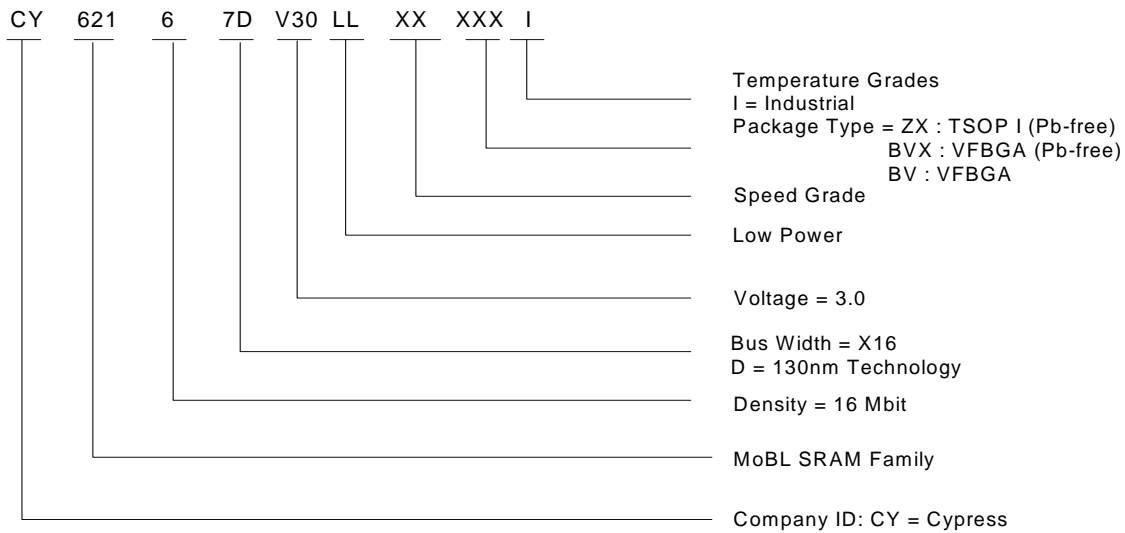 CY 621 6 7D V30 LL XX XXX I
Temperature Grades
I = Industrial
Package Type = ZX : TSOP I (Pb-free)
BVX : VFBGA (Pb-free)
BV : VFBGA
Speed Grade
Low Power
Voltage = 3.0
Bus Width = X16
D = 130nm Technology
Density = 16 Mbit
MoBL SRAM Family
Company ID: CY = Cypress